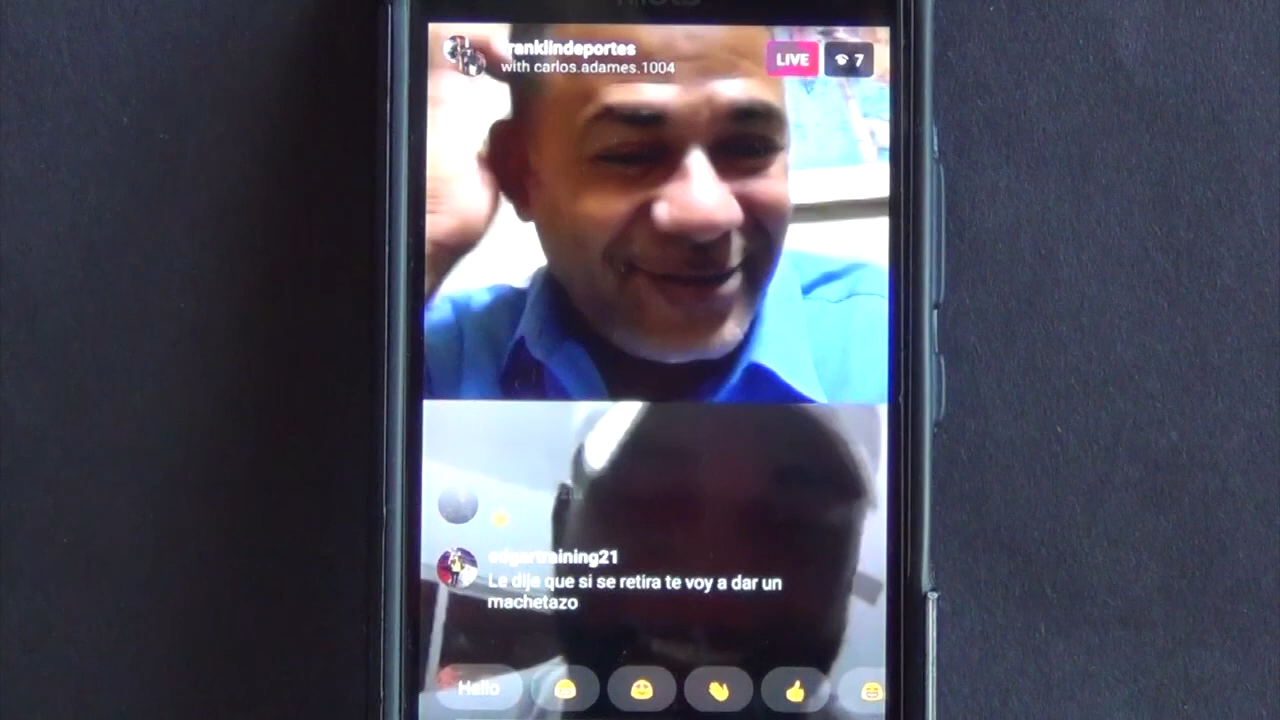 franklindeportes
with carlos.adames.1004
LIVE
7
edgartraining21
Le dije que si se retira te voy a dar un
machetazo
Hello